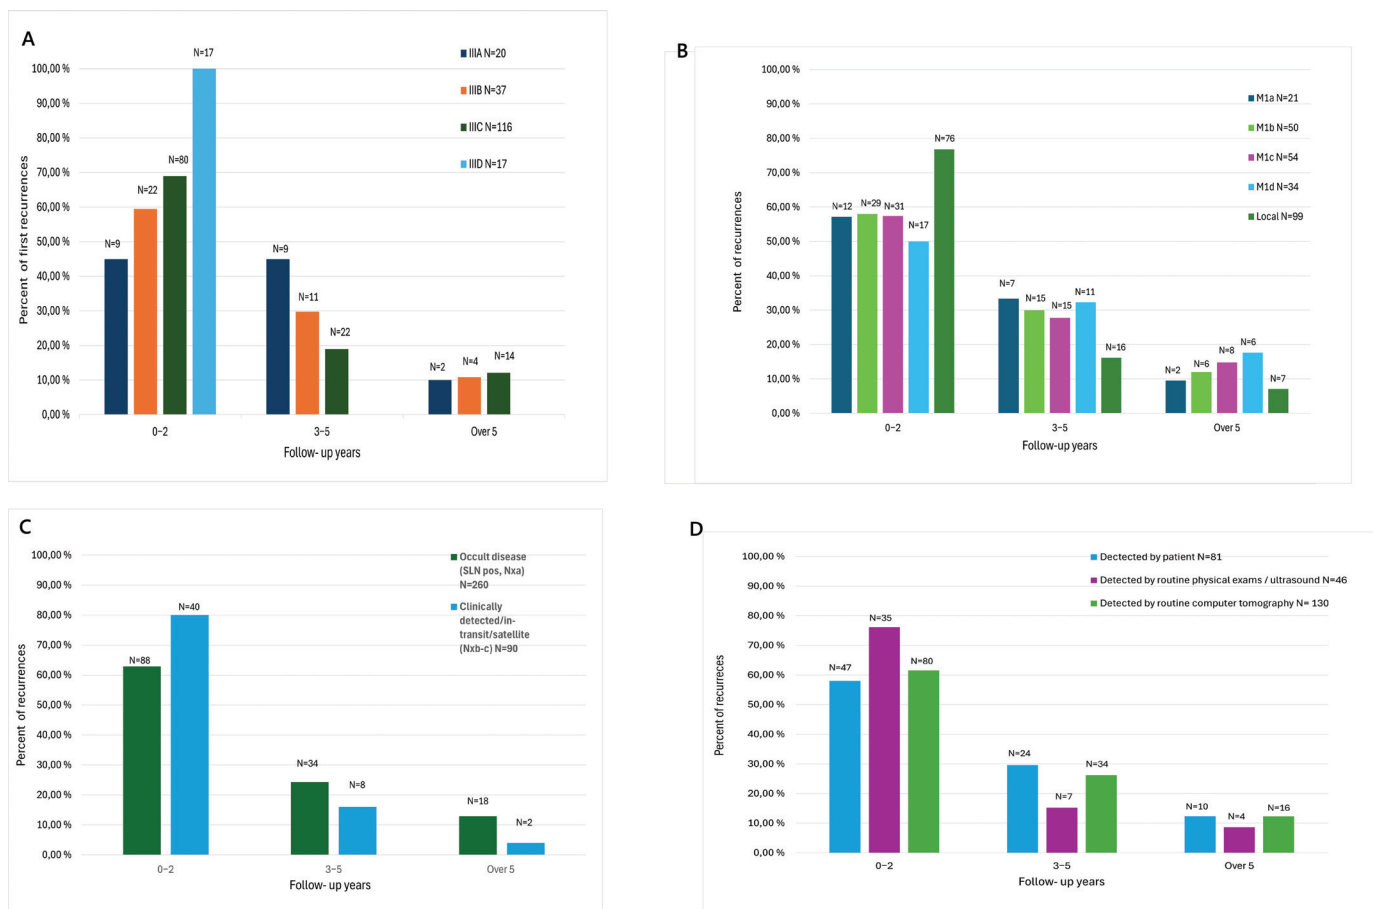 A
N=17
IIIA N=20
100,00 %
90,00 %
IIIB N=37
80,00 %
IIIC N=116
N=80
70,00 %
IIID N=17
N=22
60,00 %
50,00 %
N=9
N=9
40,00 %
N=11
30,00 %
N=22
20,00 %
N=2
N=4
N=14
10,00 %
0,00 %
0–2
3–5
Over 5
Follow- up years
Percent of first recurrences
B
100,00 %
M1a N=21
90,00 %
M1b N=50
80,00 %
N=76
M1c N=54
70,00 %
M1d N=34
60,00 %
N=12
N=29
N=31
Local N=99
N=17
50,00 %
40,00 %
N=7
N=15
N=15
N=11
30,00 %
20,00 %
N=16
N=2
N=6
N=8
N=6
10,00 %
N=7
0,00 %
0–2
3–5
Over 5
Follow-up years
Percent of recurrences
C
100,00 %
Occult disease
(SLN pos, Nxa)
N=260
90,00 %
Clinically
detected/in-
transit/satellite
(Nxb-c) N=90
80,00 %
N=40
70,00 %
N=88
60,00 %
50,00 %
40,00 %
30,00 %
N=34
N=8
20,00 %
N=18
N=2
10,00 %
0,00 %
0–2
3–5
Over 5
Follow- up years
Percent of recurrences
D
100,00 %
Dectected by patient N=81
90,00 %
Detected by routine physical exams / ultrasound N=46
80,00 %
Detected by routine computer tomography N= 130
N=35
70,00 %
N=47
N=80
60,00 %
50,00 %
40,00 %
N=24
N=34
30,00 %
N=7
20,00 %
N=10
N=4
N=16
10,00 %
0,00 %
0–2
3–5
Over 5
Follow- up years
Percent of recurreces